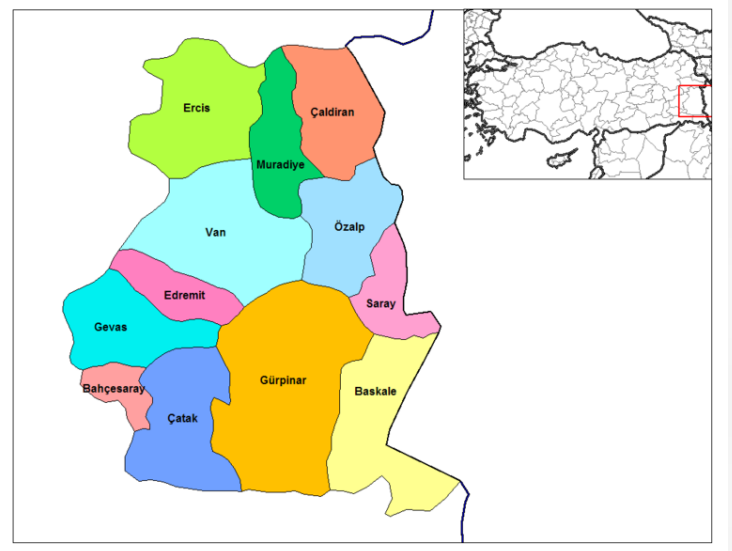 Ercis
Çaldiran
Muradiye
Van
Özalp
Edremit
Saray
Gevas
Gürpinar
Bahçesaray
Baskale
Çatak